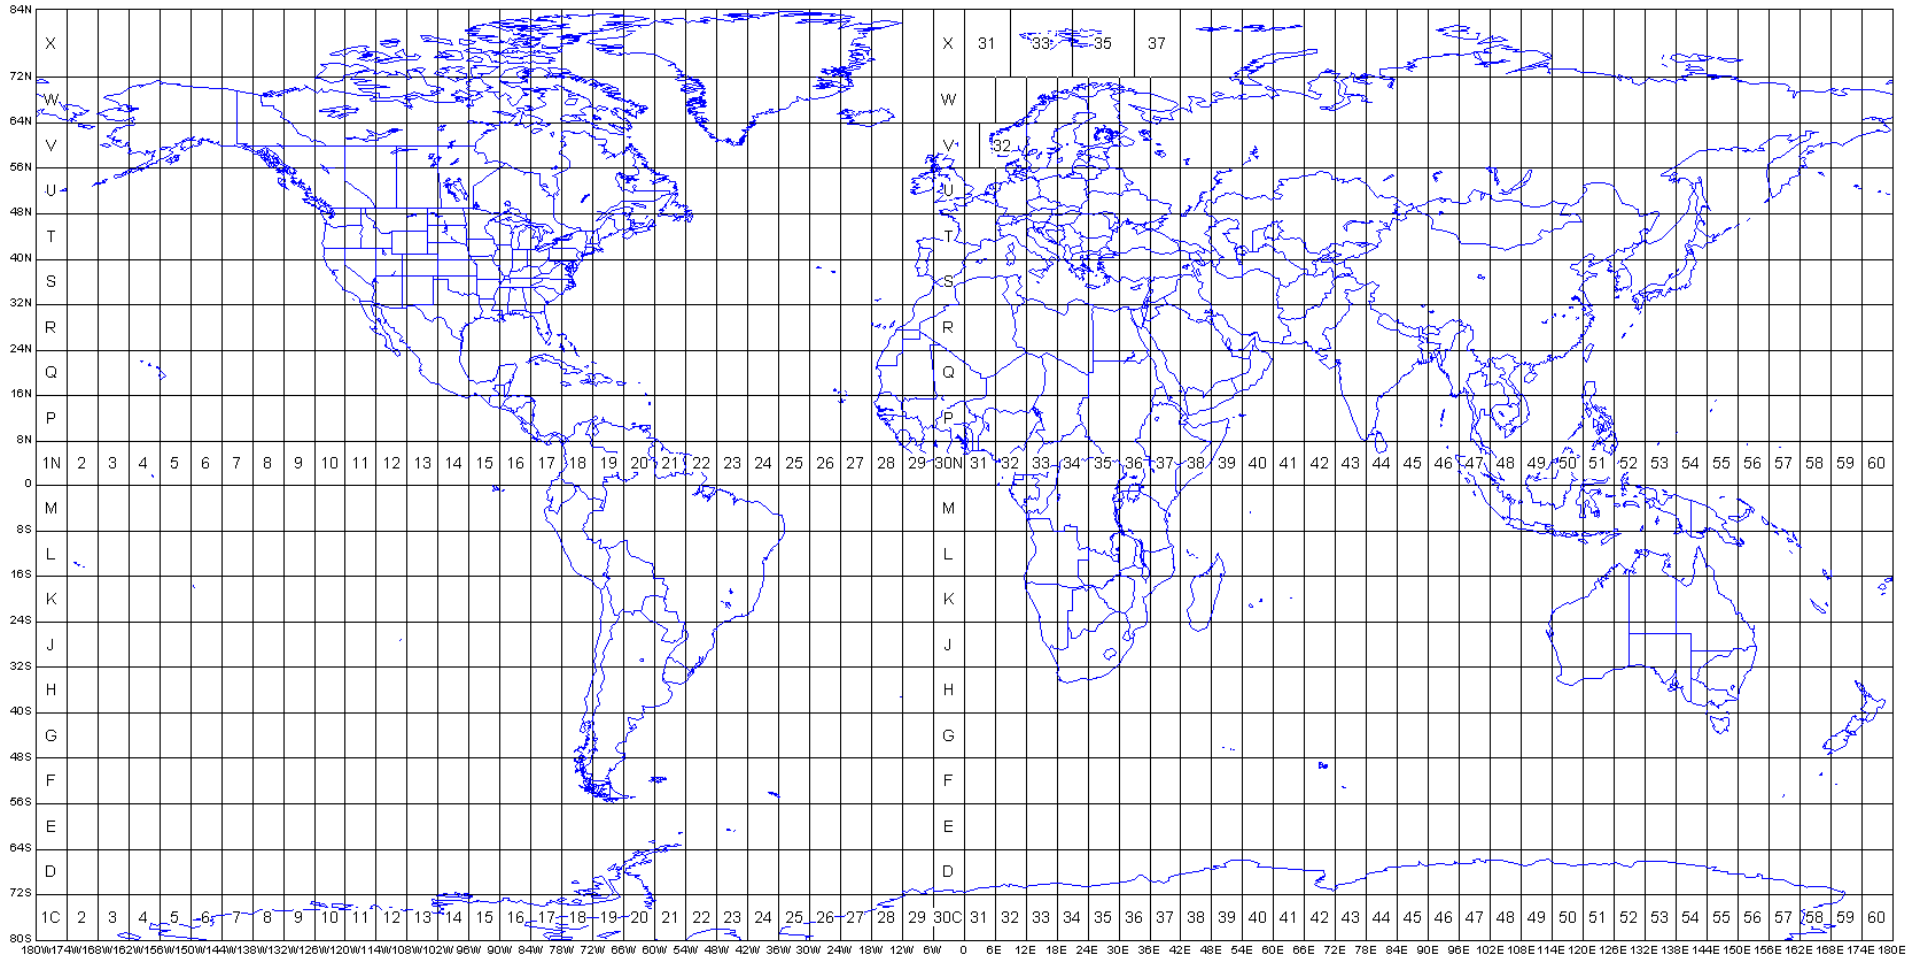 84N
X X 31 33 35 37
72N
W W
64N
V V 32
56N
U U
48N
T T
40N
S S
32N
R R
24N
Q Q
16N
P P
8N
1N 2 3 4 5 6 7 8 9 10 11 12 13 14 15 16 17 18 19 20 21 22 23 24 25 26 27 28 29 30N 31 32 33 34 35 36 37 38 39 40 41 42 43 44 45 46 47 48 49 50 51 52 53 54 55 56 57 58 59 60
0
M M
8S
L L
16S
K K
24S
J J
32S
H H
40S
G G
48S
F F
56S
E E
64S
D D
72S
1C 2 3 4 5 6 7 8 9 10 11 12 13 14 15 16 17 18 19 20 21 22 23 24 25 26 27 28 29 30C 31 32 33 34 35 36 37 38 39 40 41 42 43 44 45 46 47 48 49 50 51 52 53 54 55 56 57 58 59 60
80S
180W 174W 168W 162W 156W 150W 144W 138W 132W 126W 120W 114W 108W 102W 96W 90W 84W 78W 72W 66W 60W 54W 48W 42W 36W 30W 24W 18W 12W 6W 0 6E 12E 18E 24E 30E 36E 42E 48E 54E 60E 66E 72E 78E 84E 90E 96E 102E 108E 114E 120E 126E 132E 138E 144E 150E 156E 162E 168E 174E 180E